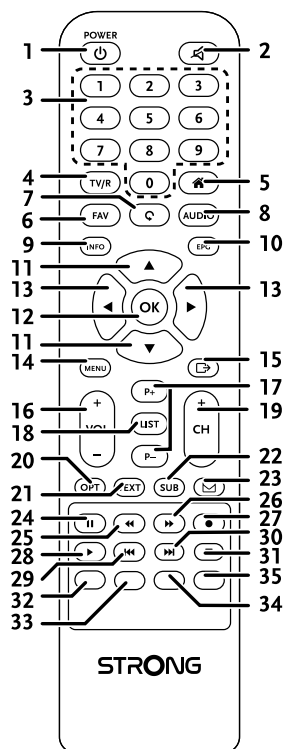 POWER
1 2
1 2 3
3
4 5 6
7 8 9
4 TV/R 0 5
7
6 FAV AUDIO 8
9 INFO EPG 10
11
13 13
12 OK
11
14 MENU 15
P+ 17
16 + + 19
VOL LIST CH
18
− P− −
20 22
OPT TEXT SUB 23
21 26
24 27
25
28 30
29 31
32 35
33 34
STRONG